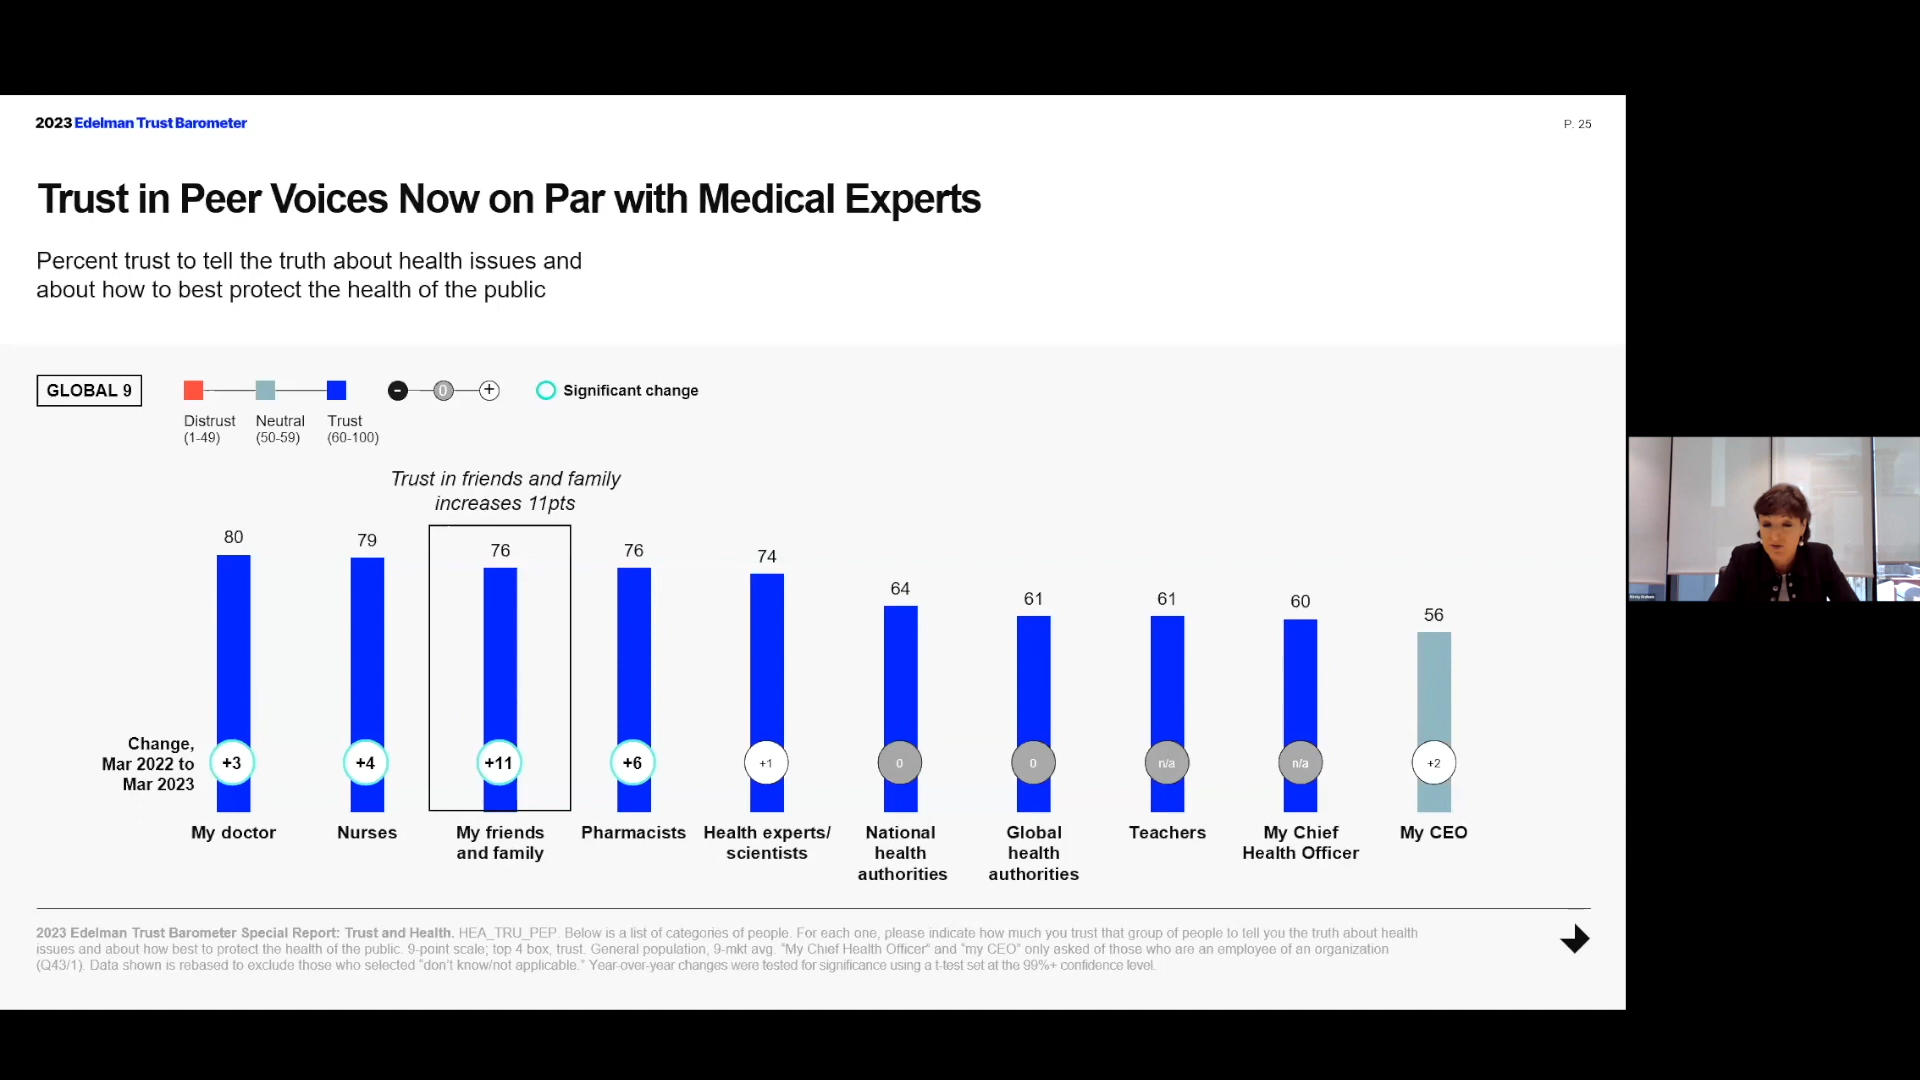 2023 Edelman Trust Barometer
P. 25
Trust in Peer Voices Now on Par with Medical Experts
Percent trust to tell the truth about health issues and
about how to best protect the health of the public
GLOBAL 9
- 0 +
Significant change
Distrust Neutral Trust
(1-49) (50-59) (60-100)
Trust in friends and family
increases 11pts
80 79 76 76 74 64 61 61 60 56
Change,
Mar 2022 to
Mar 2023
+3 +4 +11 +6 +1 0 0 n/a n/a +2
My doctor
Nurses
My friends
and family
Pharmacists
Health experts/
scientists
National
health
authorities
Global
health
authorities
Teachers
My Chief
Health Officer
My CEO
2023 Edelman Trust Barometer Special Report: Trust and Health. HEA_TRU_PEP. Below is a list of categories of people. For each one, please indicate how much you trust that group of people to tell you the truth about health
issues and about how best to protect the health of the public. 9-point scale; top 4 box, trust. General population, 9-mkt avg. "My Chief Health Officer" and "my CEO" only asked of those who are an employee of an organization
(Q43/1). Data shown is rebased to exclude those who selected "don't know/not applicable." Year-over-year changes were tested for significance using a t-test set at the 99%+ confidence level.